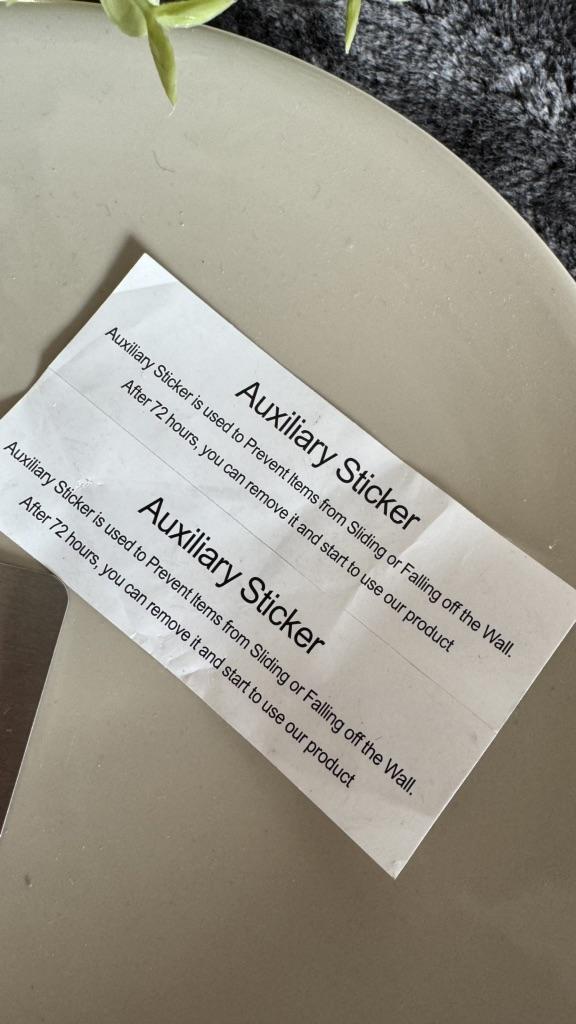 Auxiliary Sticker
Auxiliary Sticker is used to Prevent Items from Sliding or Falling off the Wall.
After 72 hours, you can remove it and start to use our product
Auxiliary Sticker
Auxiliary Sticker is used to Prevent Items from Sliding or Falling off the Wall.
After 72 hours, you can remove it and start to use our product